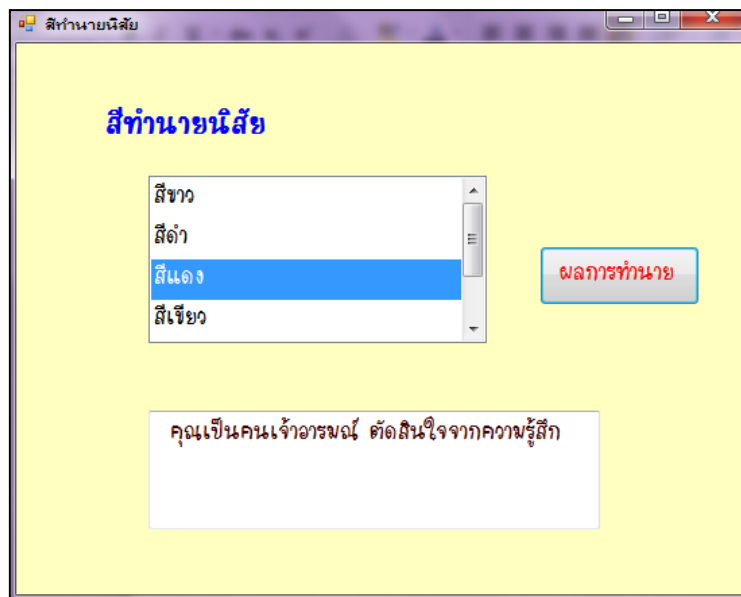 สีทำนายนิสัย
สีทำนายนิสัย
สีขาว
สีดำ
สีแดง
สีเขียว
ผลการทำนาย
คุณเป็นคนเจ้าอารมณ์ ตัดสินใจจากความรู้สึก